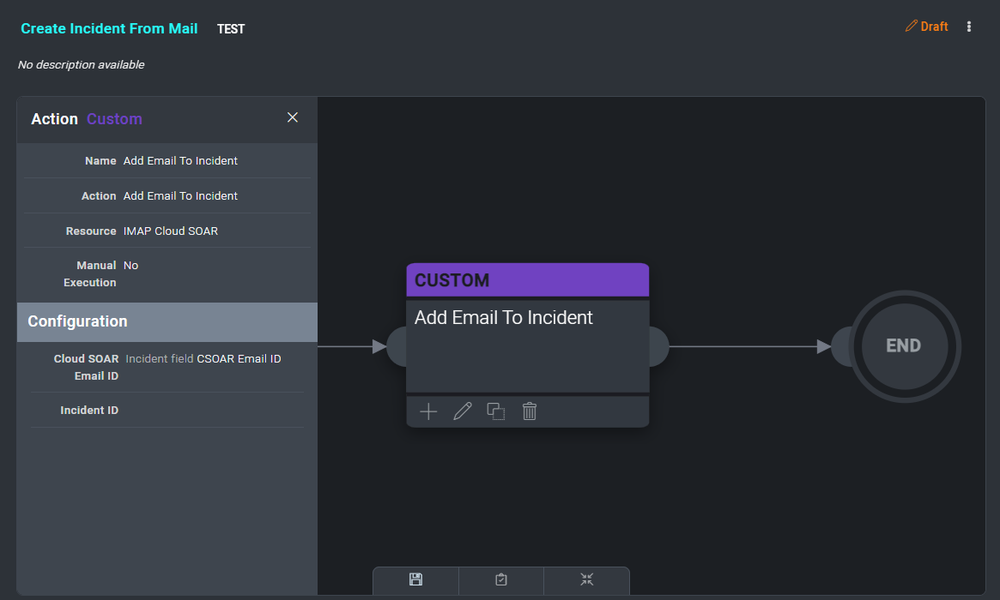 Create Incident From Mail TEST
Draft
No description available
Action Custom
Name Add Email To Incident
Action Add Email To Incident
Resource IMAP Cloud SOAR
Manual No
Execution
Configuration
Cloud SOAR Incident field CSOAR Email ID
Email ID
Incident ID
CUSTOM
Add Email To Incident
END